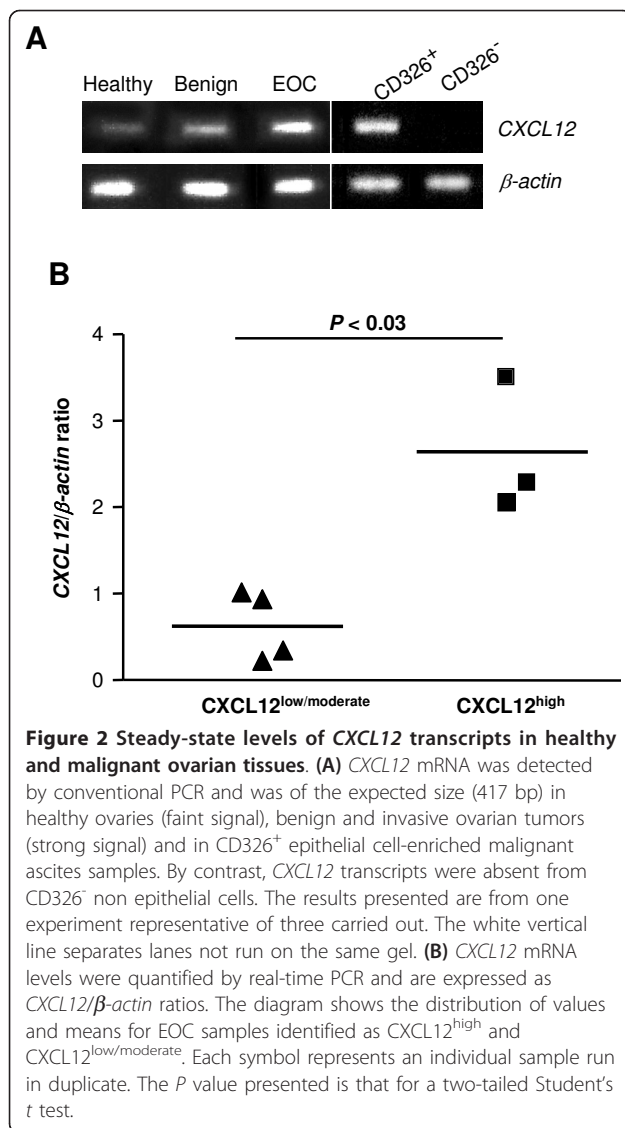 A
Healthy Benign EOC CD326⁺ CD326⁻
CXCL12
β-actin
B
P < 0.03
4
3
2
1
0
CXCL12/β-actin ratio
CXCL12^low/moderate CXCL12^high
Figure 2 Steady-state levels of CXCL12 transcripts in healthy
and malignant ovarian tissues. (A) CXCL12 mRNA was detected
by conventional PCR and was of the expected size (417 bp) in
healthy ovaries (faint signal), benign and invasive ovarian tumors
(strong signal) and in CD326⁺ epithelial cell-enriched malignant
ascites samples. By contrast, CXCL12 transcripts were absent from
CD326⁻ non epithelial cells. The results presented are from one
experiment representative of three carried out. The white vertical
line separates lanes not run on the same gel. (B) CXCL12 mRNA
levels were quantified by real-time PCR and are expressed as
CXCL12/β-actin ratios. The diagram shows the distribution of values
and means for EOC samples identified as CXCL12^high and
CXCL12^low/moderate. Each symbol represents an individual sample run
in duplicate. The P value presented is that for a two-tailed Student's
t test.